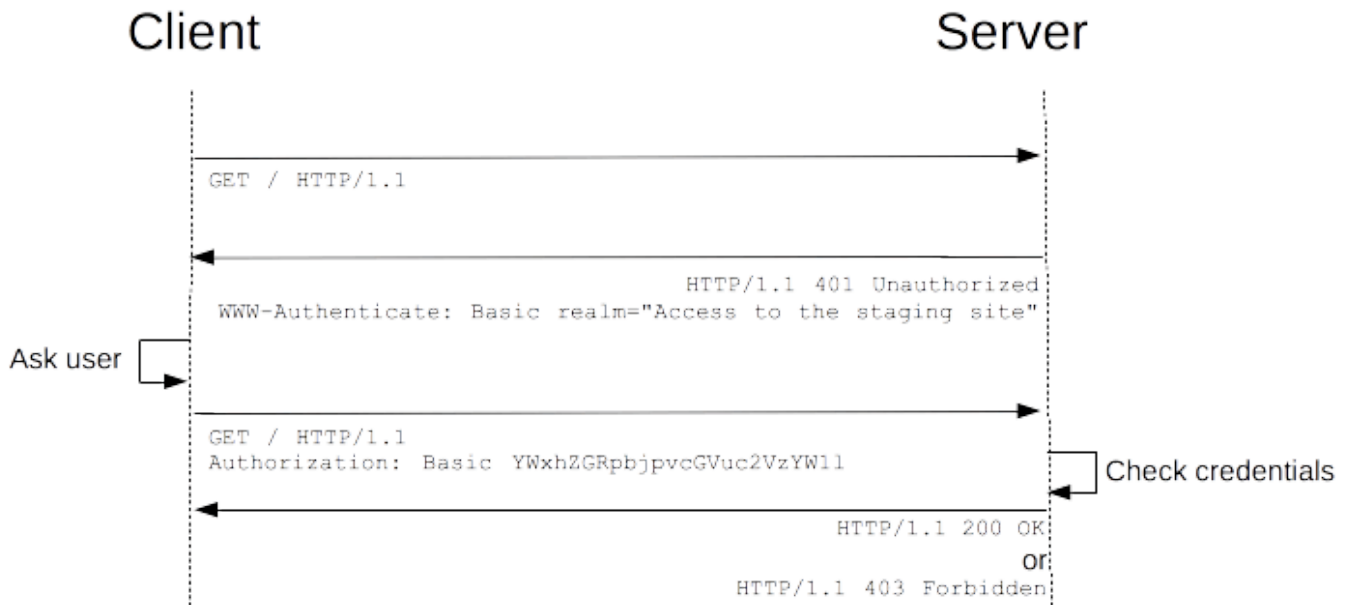 Client
Server
GET / HTTP/1.1
HTTP/1.1 401 Unauthorized
WWW-Authenticate: Basic realm="Access to the staging site"
Ask user
GET / HTTP/1.1
Authorization: Basic YWxhZGRpbjpvcGVuc2VzYW1l
Check credentials
HTTP/1.1 200 OK
or
HTTP/1.1 403 Forbidden